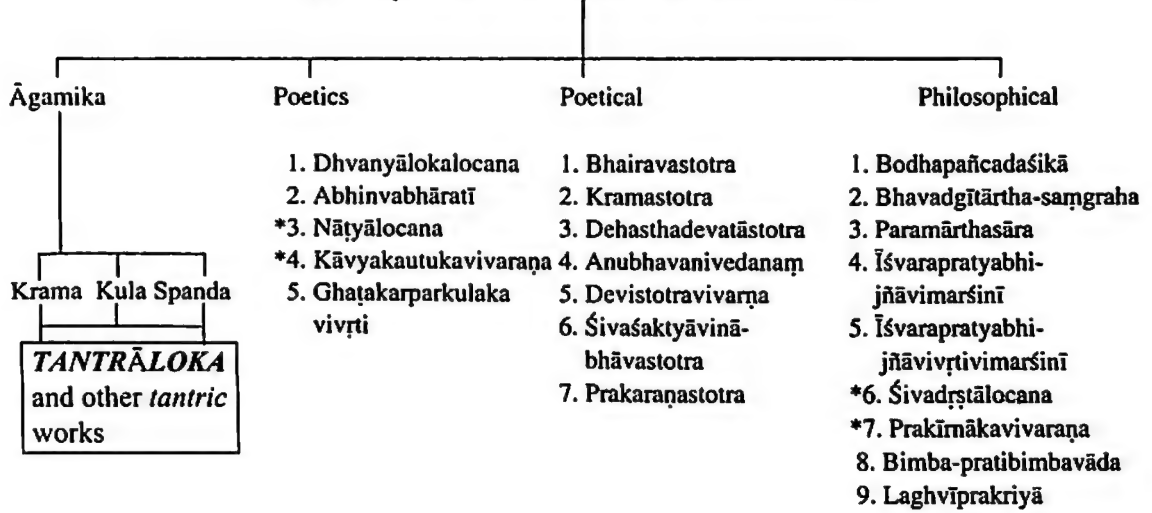 Āgamika
Poetics
Poetical
Philosophical
1. Dhvanyālokalocana
2. Abhinvabhāratī
*3. Nāṭyālocana
*4. Kāvyakautukavivaraṇa
5. Ghaṭakarparkulaka
vivṛti
1. Bhairavastotra
2. Kramastotra
3. Dehasthadevatāstotra
4. Anubhavanivedanaṃ
5. Devistotravivarṇa
6. Śivaśaktyāvinā-
bhāvastotra
7. Prakaraṇastotra
1. Bodhapañcadaśikā
2. Bhavadgītārtha-saṃgraha
3. Paramārthasāra
4. Īśvarapratyabhi-
jñāvimarśinī
5. Īśvarapratyabhi-
jñāvivṛtivimarśinī
*6. Śivadṛṣtālocana
*7. Prakīrnākavivaraṇa
8. Bimba-pratibimbavāda
9. Laghvīprakriyā
Krama Kula Spanda
TANTRĀLOKA
and other tantric
works